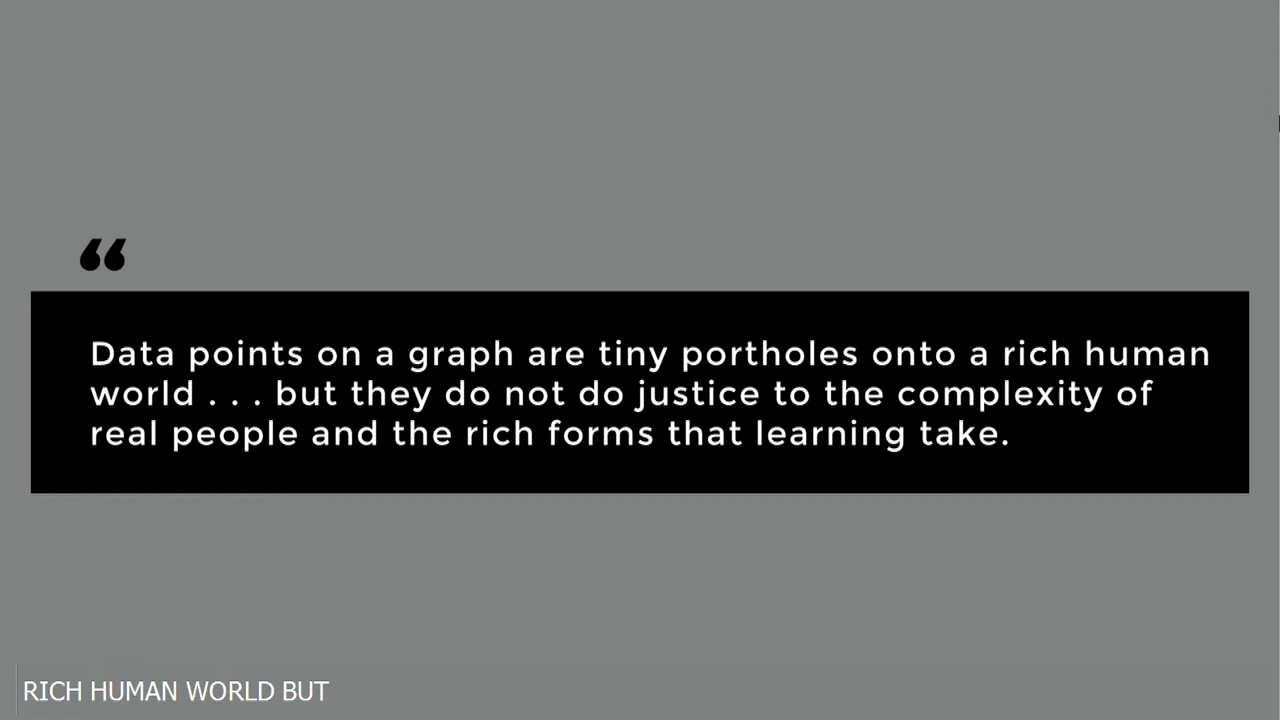 “
Data points on a graph are tiny portholes onto a rich human
world . . . but they do not do justice to the complexity of
real people and the rich forms that learning take.
RICH HUMAN WORLD BUT